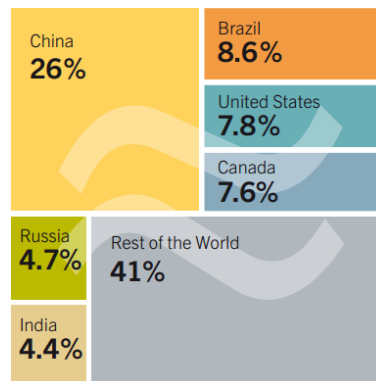 China
26%
Brazil
8.6%
United States
7.8%
Canada
7.6%
Russia
4.7%
Rest of the World
41%
India
4.4%